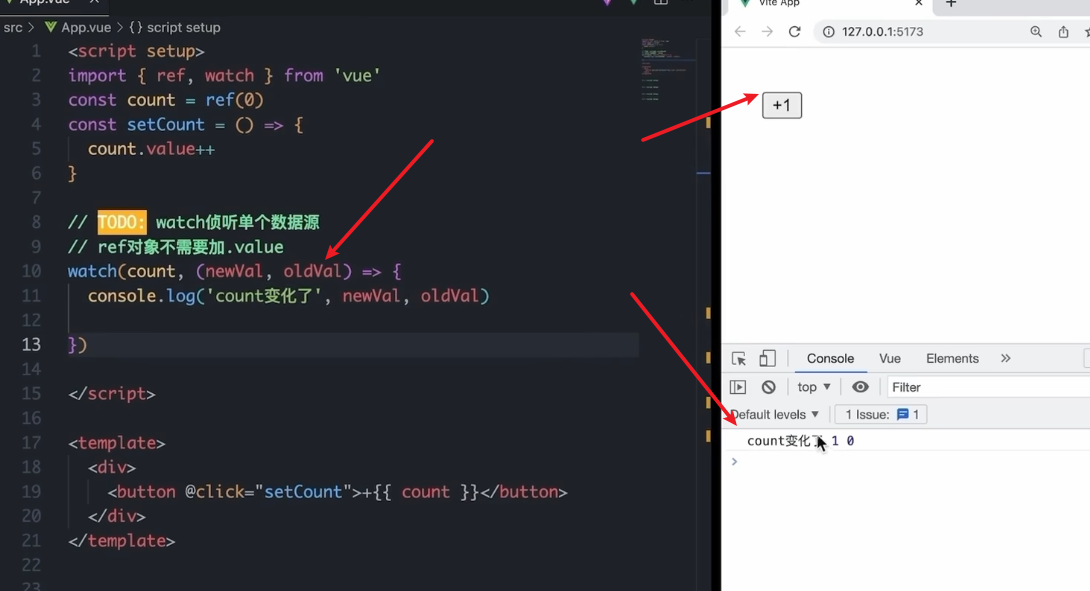 App.vue
src > App.vue > {} script setup
1 <script setup>
2 import { ref, watch } from 'vue'
3 const count = ref(0)
4 const setCount = () => {
5 count.value++
6 }
7
8 // TODO: watch侦听单个数据源
9 // ref对象不需要加.value
10 watch(count, (newVal, oldVal) => {
11 console.log('count变化了', newVal, oldVal)
12
13 })
14
15 </script>
16
17 <template>
18 <div>
19 <button @click="setCount">+{{ count }}</button>
20 </div>
21 </template>
22
23
Vite App
127.0.0.1:5173
+1
Console Vue Elements »
top Filter
Default levels 1 Issue: 1
count变化了 1 0